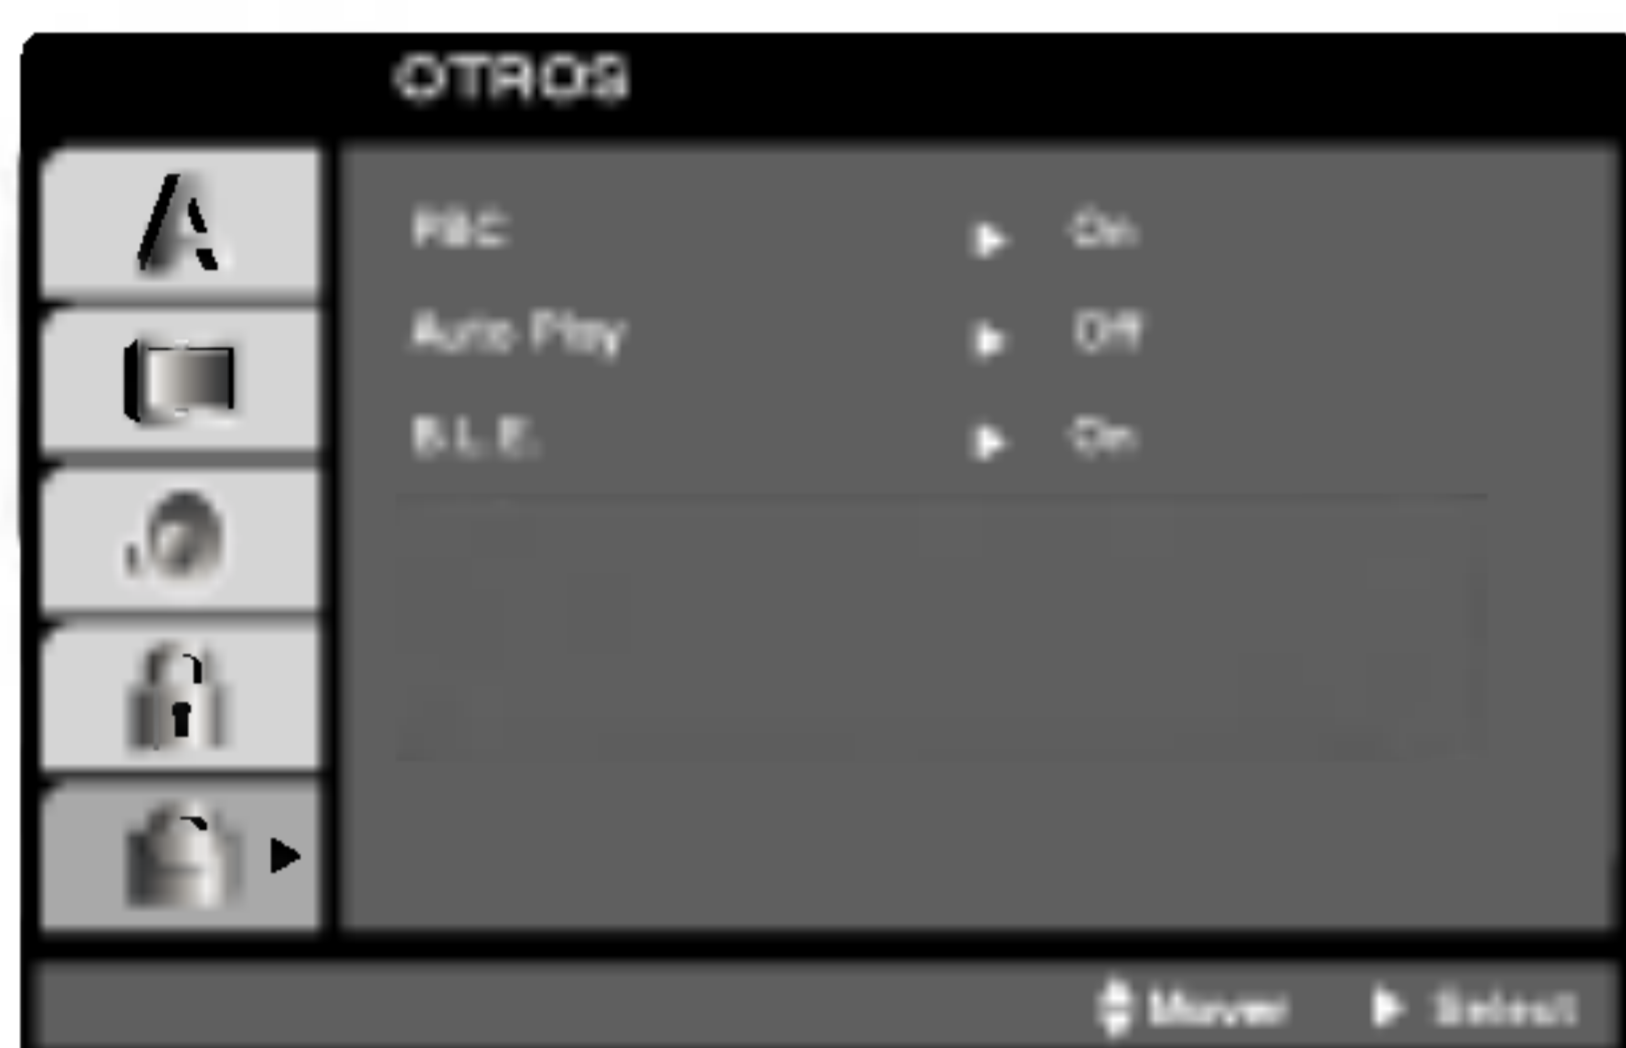 OTROS
PBC ▶ On
Auto Play ▶ Off
B.L.E. ▶ On
Mover ▶ Select